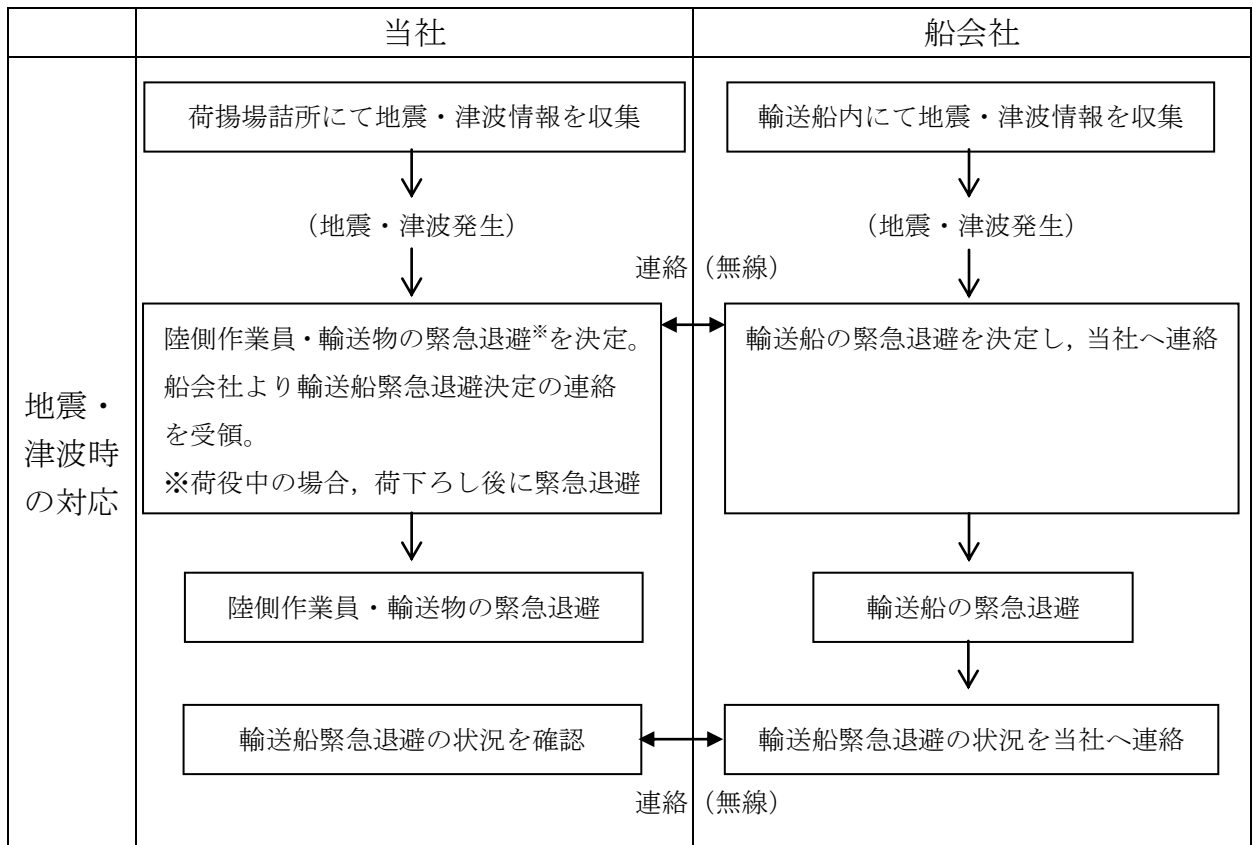 当社
船会社
地震・
津波時
の対応
荷揚場詰所にて地震・津波情報を収集
輸送船内にて地震・津波情報を収集
（地震・津波発生）
（地震・津波発生）
連絡（無線）
陸側作業員・輸送物の緊急退避※を決定。
船会社より輸送船緊急退避決定の連絡
を受領。
※荷役中の場合，荷下ろし後に緊急退避
輸送船の緊急退避を決定し，当社へ連絡
陸側作業員・輸送物の緊急退避
輸送船の緊急退避
輸送船緊急退避の状況を確認
輸送船緊急退避の状況を当社へ連絡
連絡（無線）